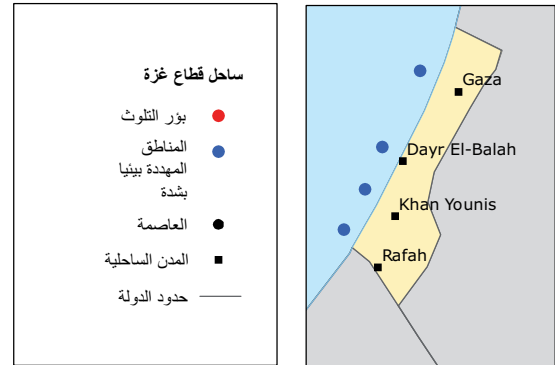 ساحل قطاع غزة
بؤر التلوث
المناطق
المهددة بيئيا
بشدة
العاصمة
المدن الساحلية
حدود الدولة
Gaza
Dayr El-Balah
Khan Younis
Rafah